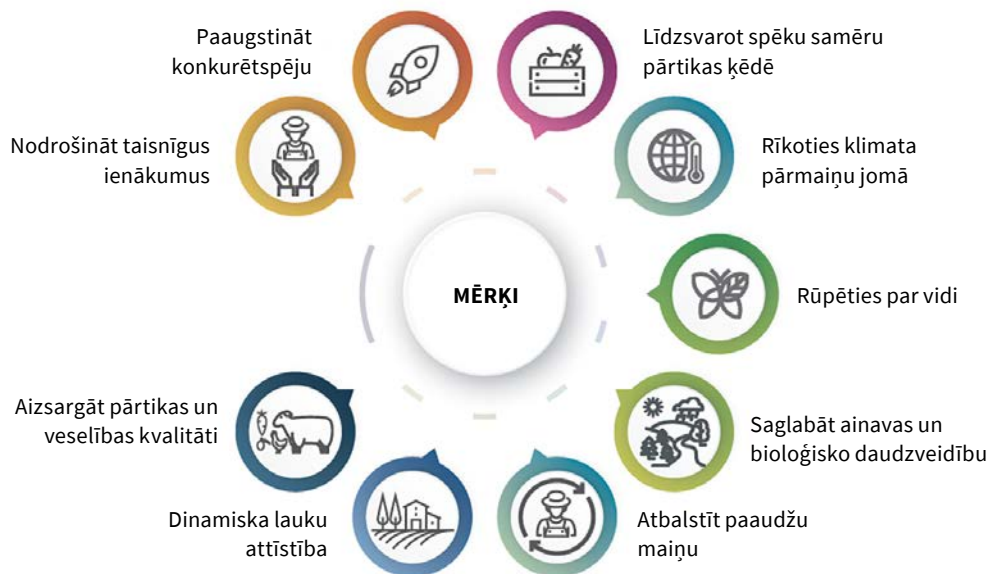 Paaugstināt
konkurētspēju
Līdzsvarot spēku samēru
pārtikas ķēdē
Nodrošināt taisnīgus
ienākumus
Rīkoties klimata
pārmaiņu jomā
MĒRĶI
Rūpēties par vidi
Aizsargāt pārtikas un
veselības kvalitāti
Saglabāt ainavas un
bioloģisko daudzveidību
Dinamiska lauku
attīstība
Atbalstīt paaudžu
maiņu